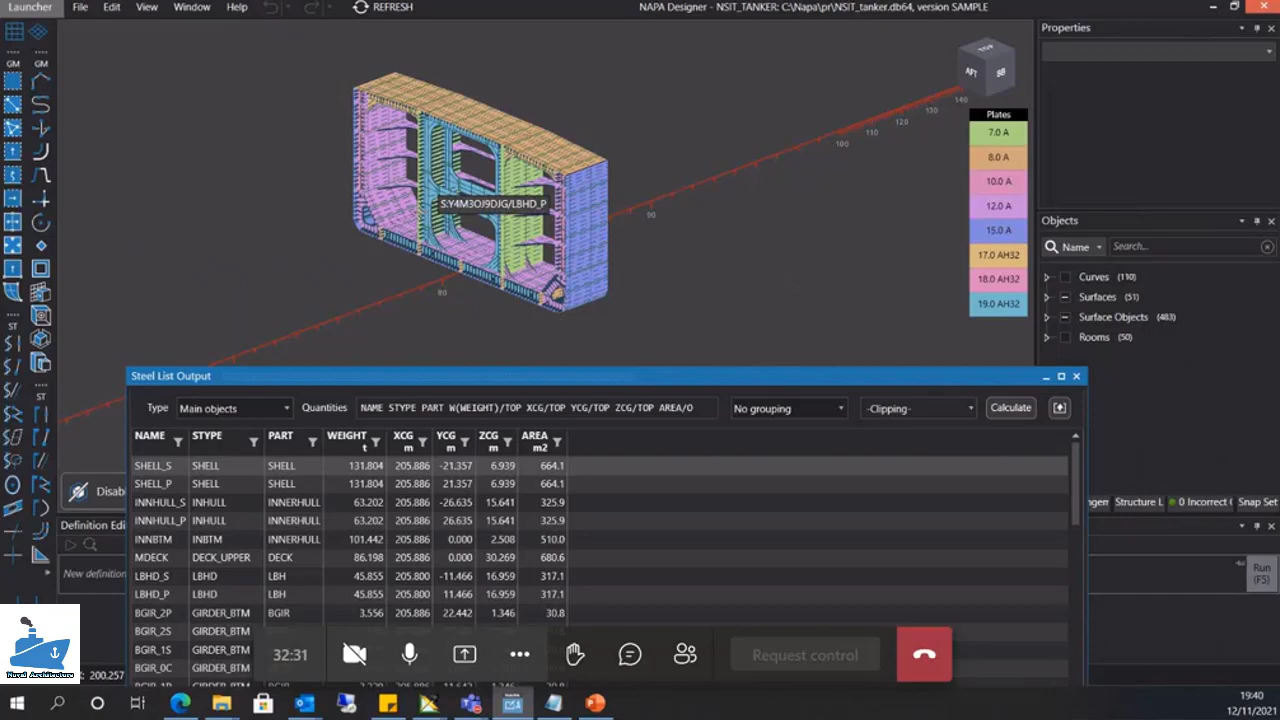 Launcher File Edit View Window Help REFRESH NAPA Designer - NSIT_TANKER: C:\Napa\pr\NSIT_tanker.db64, version SAMPLE
Properties
GM GM
TOP
AFT
140
130
120
110
100
90
80
Plates
7.0 A
8.0 A
10.0 A
12.0 A
15.0 A
17.0 AH32
18.0 AH32
19.0 AH32
S:Y4M3OJ9DJG/LBHD_P
Objects
Name Search...
Curves (110)
Surfaces (51)
Surface Objects (483)
Rooms (50)
ST
ST
Steel List Output
Type Main objects Quantities NAME STYPE PART W(WEIGHT)/TOP XCG/TOP YCG/TOP ZCG/TOP AREA/O No grouping -Clipping- Calculate
NAME STYPE PART WEIGHT t XCG m YCG m ZCG m AREA m2
SHELL_S SHELL SHELL 131.804 205.886 -21.357 6.939 664.1
SHELL_P SHELL SHELL 131.804 205.886 21.357 6.939 664.1
INNHULL_S INHULL INNERHULL 63.202 205.886 -26.635 15.641 325.9
INNHULL_P INHULL INNERHULL 63.202 205.886 26.635 15.641 325.9
INNBTM INBTM INNERHULL 101.442 205.886 0.000 2.508 510.0
MDECK DECK_UPPER DECK 86.198 205.886 0.000 30.269 680.6
LBHD_S LBHD LBH 45.855 205.800 -11.466 16.959 317.1
LBHD_P LBHD LBH 45.855 205.800 11.466 16.959 317.1
BGIR_2P GIRDER_BTM BGIR 3.556 205.886 22.442 1.346 30.8
BGIR_2S GIRDER_BTM
BGIR_1S GIRDER_BTM
BGIR_0C GIRDER_BTM
Disab
Definition Edi
New definition
Structure L 0 Incorrect Snap Set
Run
(F5)
32:31 Request control
Naval Architecture
200.257
19:40
12/11/2021